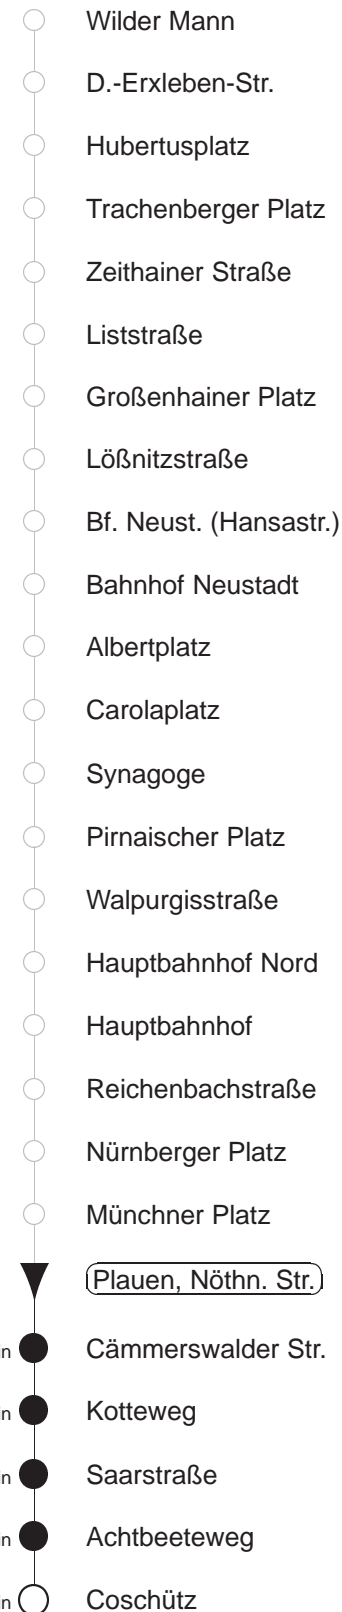 Wilder Mann
D.-Erxleben-Str.
Hubertusplatz
Trachenberger Platz
Zeithainer Straße
Liststraße
Großenhainer Platz
Lößnitzstraße
Bf. Neust. (Hansastr.)
Bahnhof Neustadt
Albertplatz
Carolaplatz
Synagoge
Pirnaischer Platz
Walpurgisstraße
Hauptbahnhof Nord
Hauptbahnhof
Reichenbachstraße
Nürnberger Platz
Münchner Platz
Plauen, Nöthn. Str.
Cämmerswalder Str.
Kotteweg
Saarstraße
Achtbeeteweg
Coschütz